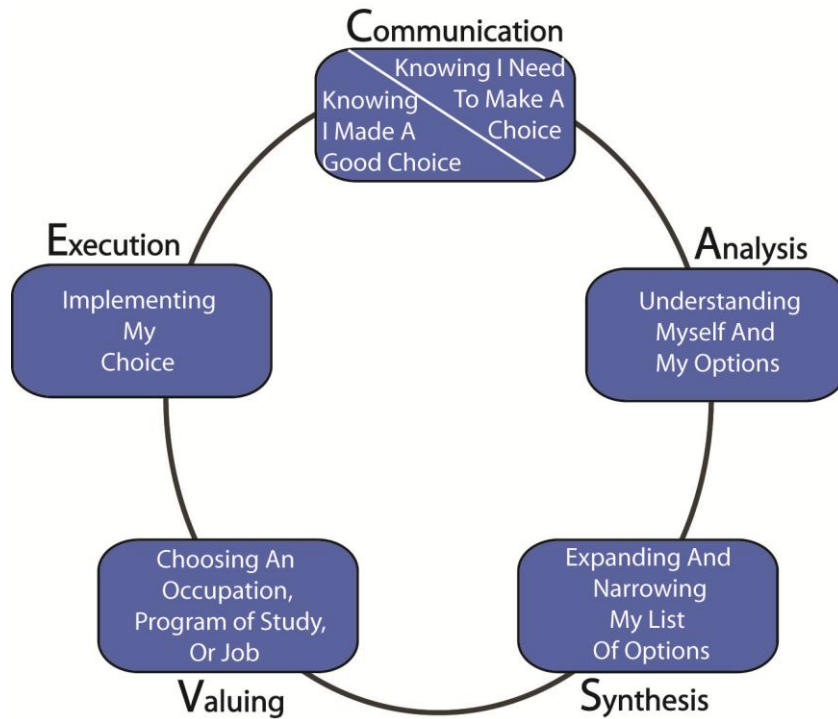 Communication
Knowing I Need
To Make A
Choice
Knowing
I Made A
Good Choice
Analysis
Understanding
Myself And
My Options
Expanding And
Narrowing
My List
Of Options
Synthesis
Choosing An
Occupation,
Program of Study,
Or Job
Valuing
Execution
Implementing
My
Choice